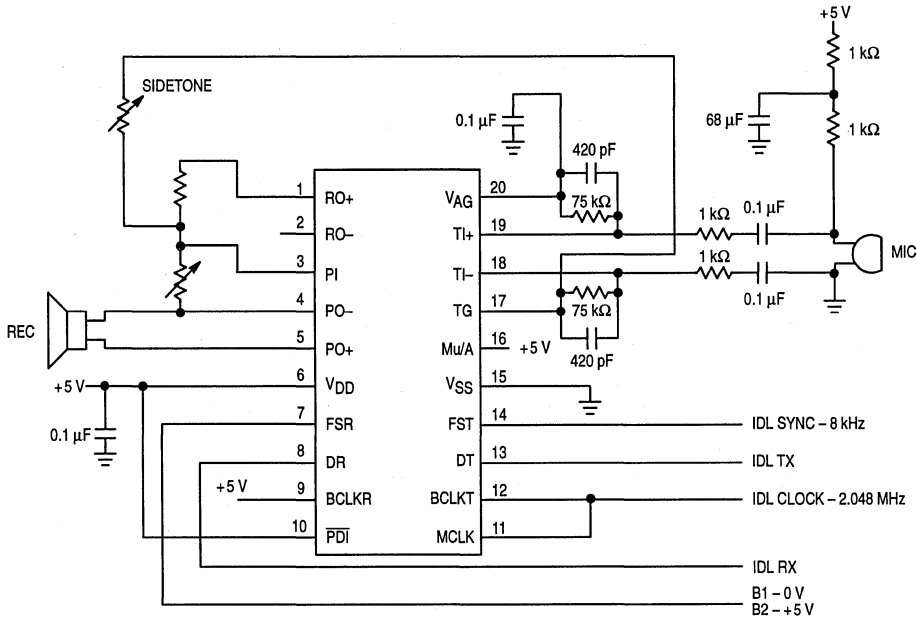 +5 V
1 kΩ
SIDETONE
0.1 µF
68 µF
1 kΩ
420 pF
1 RO+
VAG 20
75 kΩ
2 RO–
TI+ 19
1 kΩ
0.1 µF
MIC
3 PI
TI– 18
1 kΩ
0.1 µF
4 PO–
TG 17
75 kΩ
REC
5 PO+
Mu/A 16 +5 V
420 pF
+5 V
6 VDD
VSS 15
7 FSR
FST 14
IDL SYNC – 8 kHz
0.1 µF
8 DR
DT 13
IDL TX
+5 V
9 BCLKR
BCLKT 12
IDL CLOCK – 2.048 MHz
10 PDI
MCLK 11
IDL RX
B1 – 0 V
B2 – +5 V